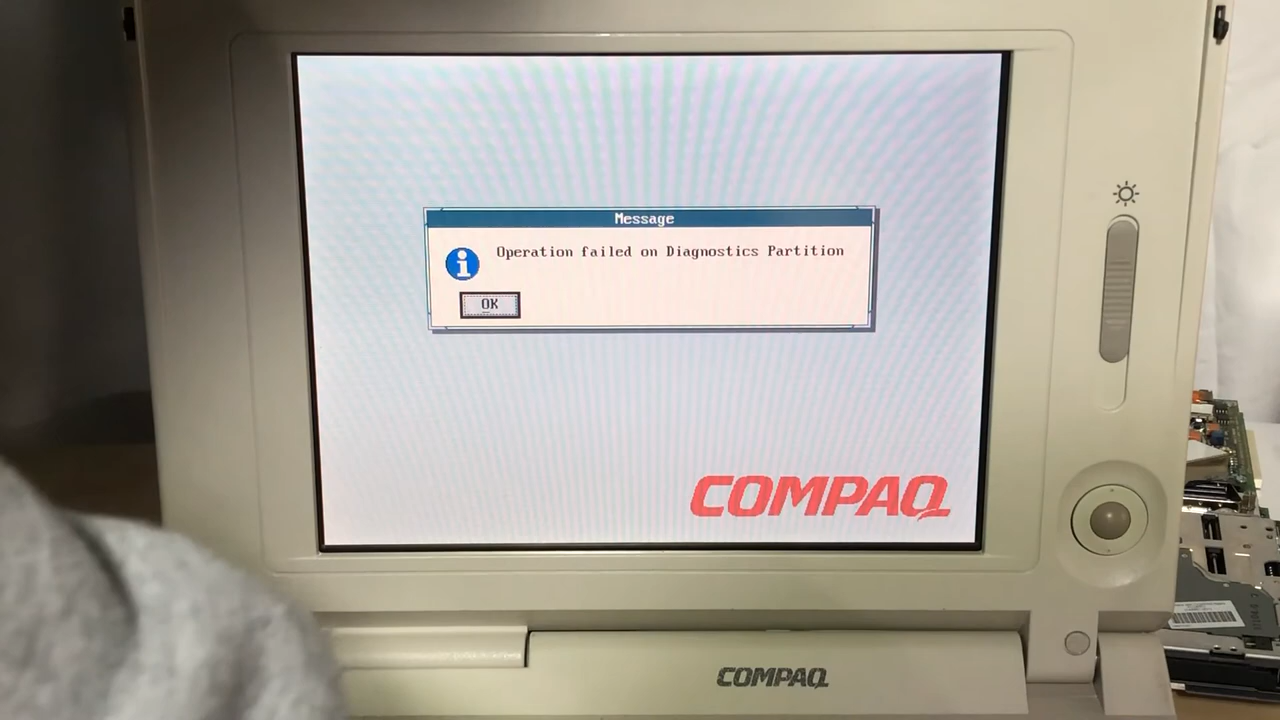 Message
Operation failed on Diagnostics Partition
OK
COMPAQ
COMPAQ